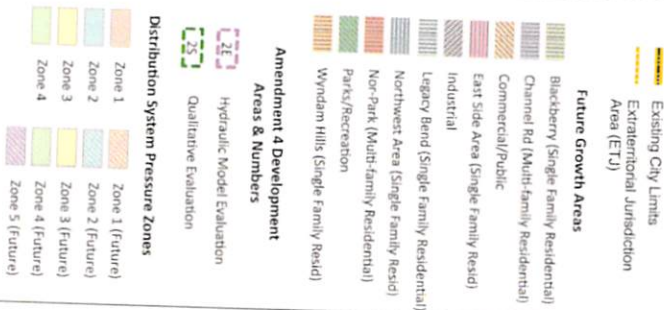 Existing City Limits
Extraterritorial Jurisdiction
Area (ETJ)
Future Growth Areas
Blackberry (Single Family Residential)
Channel Rd (Multi-family Residential)
Commercial/Public
East Side Area (Single Family Resid)
Industrial
Legacy Bend (Single Family Residential)
Northwest Area (Single Family Resid)
Nor-Park (Multi-family Residential)
Parks/Recreation
Wyndam Hills (Single Family Resid)
Amendment 4 Development
Areas & Numbers
2E Hydraulic Model Evaluation
2S Qualitative Evaluation
Distribution System Pressure Zones
Zone 1 Zone 1 (Future)
Zone 2 Zone 2 (Future)
Zone 3 Zone 3 (Future)
Zone 4 Zone 4 (Future)
Zone 5 (Future)